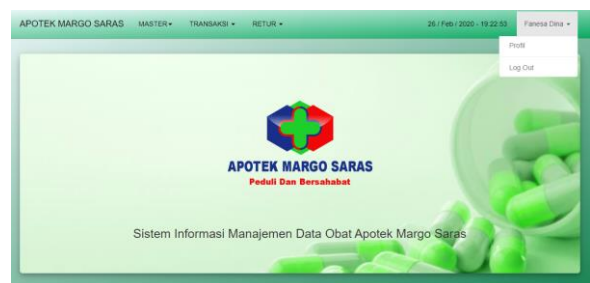 APOTEK MARGO SARAS MASTER TRANSAKSI RETUR 26 / Feb / 2020 - 19:22:53 Fanesa Dina
Profil
Log Out
APOTEK MARGO SARAS
Peduli Dan Bersahabat
Sistem Informasi Manajemen Data Obat Apotek Margo Saras